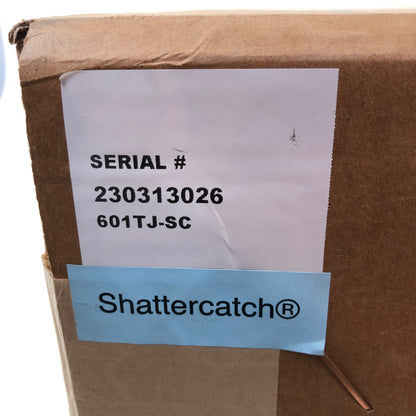 SERIAL #
230313026
601TJ-SC
Shattercatch®